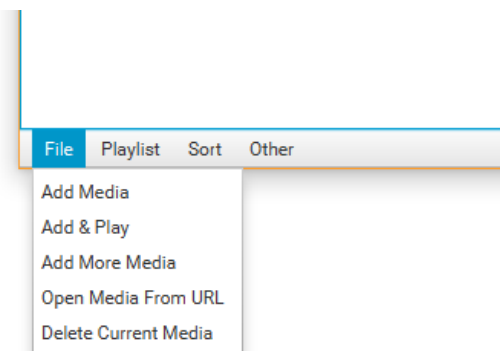 File Playlist Sort Other
Add Media
Add & Play
Add More Media
Open Media From URL
Delete Current Media